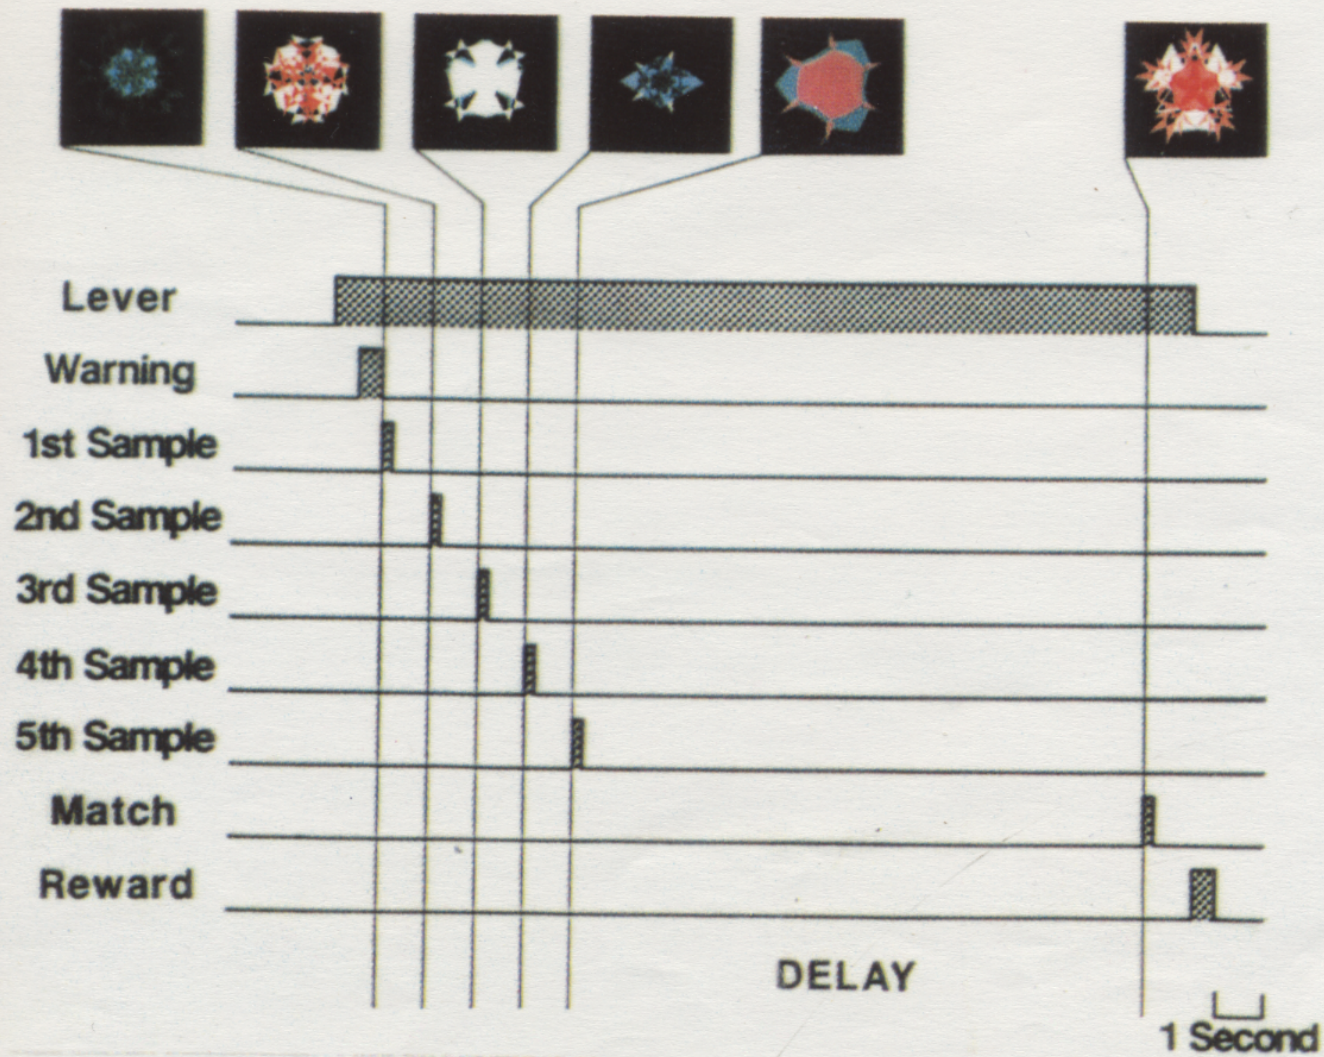 Lever
Warning
1st Sample
2nd Sample
3rd Sample
4th Sample
5th Sample
Match
Reward
DELAY
1 Second